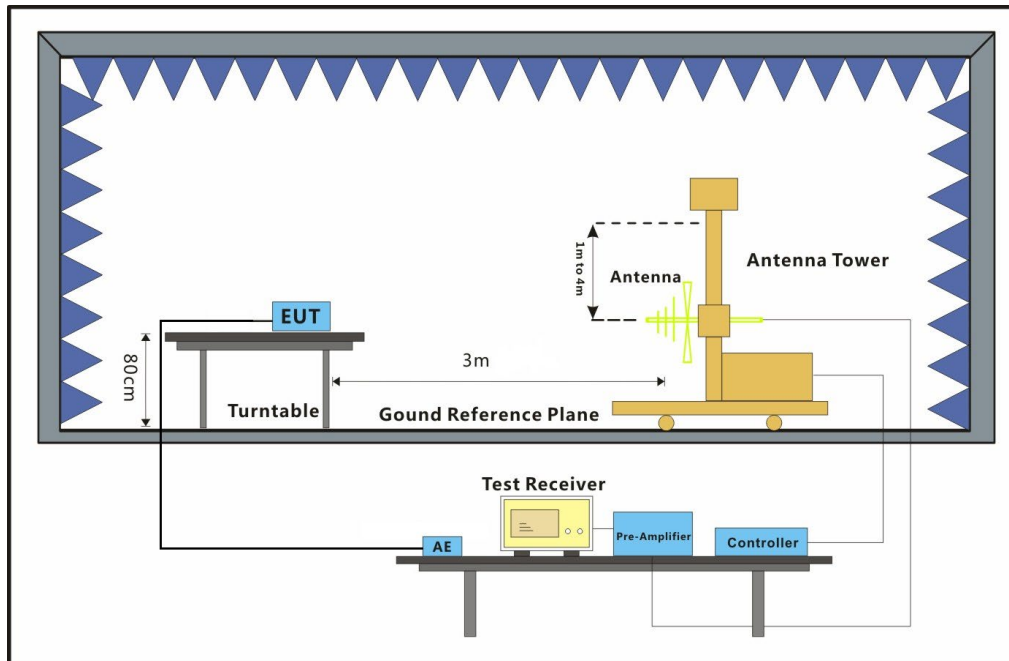 1m to 4m
Antenna
Antenna Tower
EUT
80cm
3m
Turntable
Gound Reference Plane
Test Receiver
AE
Pre-Amplifier
Controller